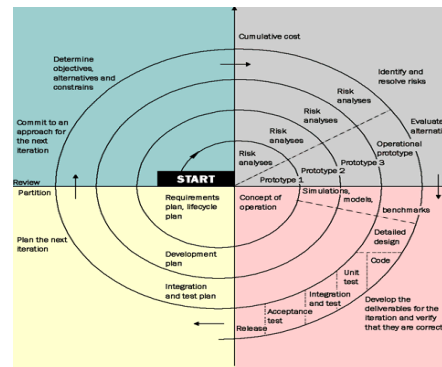 Cumulative cost
Determine
objectives,
alternatives and
constrains
Identify and
resolve risks
Risk
analyses
Risk
analyses
Risk
analyses
Risk
analyses
Commit to an
approach for
the next
iteration
Evaluate
Operational
prototype
Prototype 3
Prototype 2
Prototype 1
START
Review
Partition
Requirements
plan, lifecycle
plan
Concept of
operation
Simulations,
models,
benchmarks
Plan the next
iteration
Development
plan
Integration
and test plan
Detailed
design
Code
Unit
test
Integration
and test
Acceptance
test
Release
Develop the
deliverables for the
iteration and verify
that they are correct